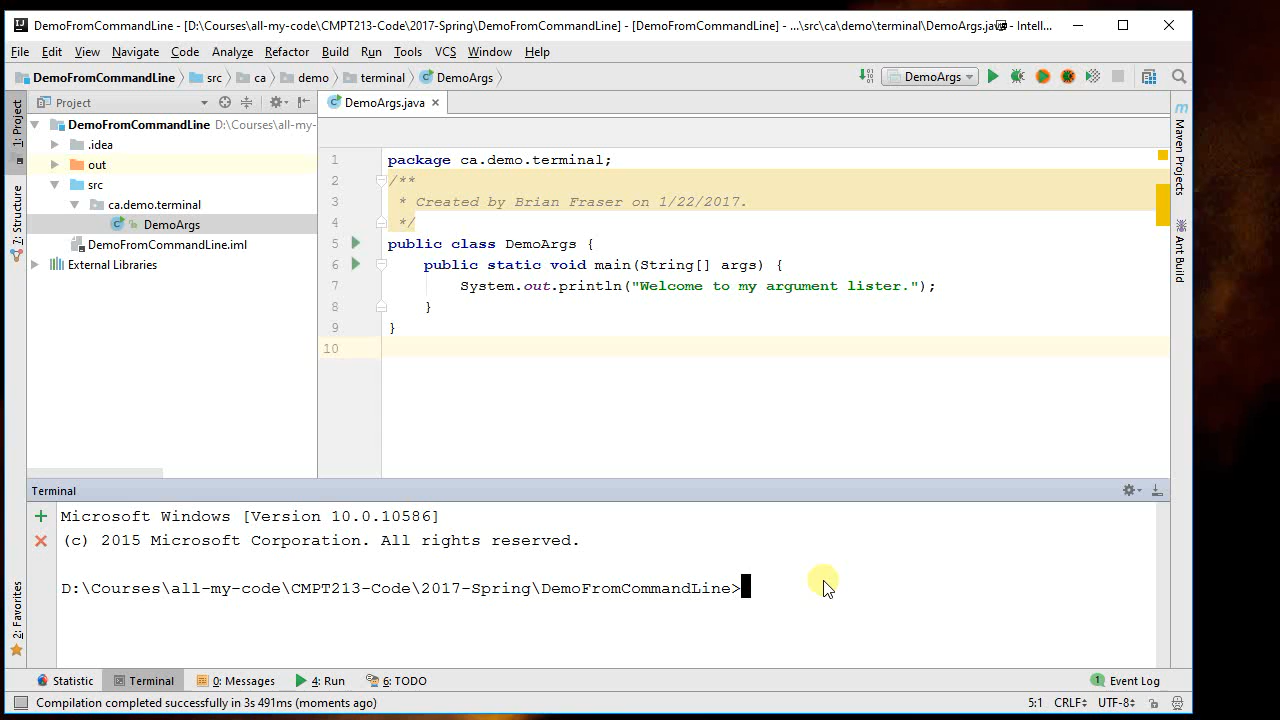 DemoFromCommandLine - [D:\Courses\all-my-code\CMPT213-Code\2017-Spring\DemoFromCommandLine] - [DemoFromCommandLine] - ...\src\ca\demo\terminal\DemoArgs.java - Intell...
File Edit View Navigate Code Analyze Refactor Build Run Tools VCS Window Help
DemoFromCommandLine src ca demo terminal DemoArgs
DemoArgs
1: Project
7: Structure
2: Favorites
Project
DemoFromCommandLine D:\Courses\all-my-
.idea
out
src
ca.demo.terminal
DemoArgs
DemoFromCommandLine.iml
External Libraries
DemoArgs.java
1 package ca.demo.terminal;
2 /**
3 * Created by Brian Fraser on 1/22/2017.
4 */
5 public class DemoArgs {
6 public static void main(String[] args) {
7 System.out.println("Welcome to my argument lister.");
8 }
9 }
10
Maven Projects
Ant Build
Terminal
Microsoft Windows [Version 10.0.10586]
(c) 2015 Microsoft Corporation. All rights reserved.
D:\Courses\all-my-code\CMPT213-Code\2017-Spring\DemoFromCommandLine>
Statistic Terminal 0: Messages 4: Run 6: TODO 1 Event Log
Compilation completed successfully in 3s 491ms (moments ago) 5:1 CRLF UTF-8